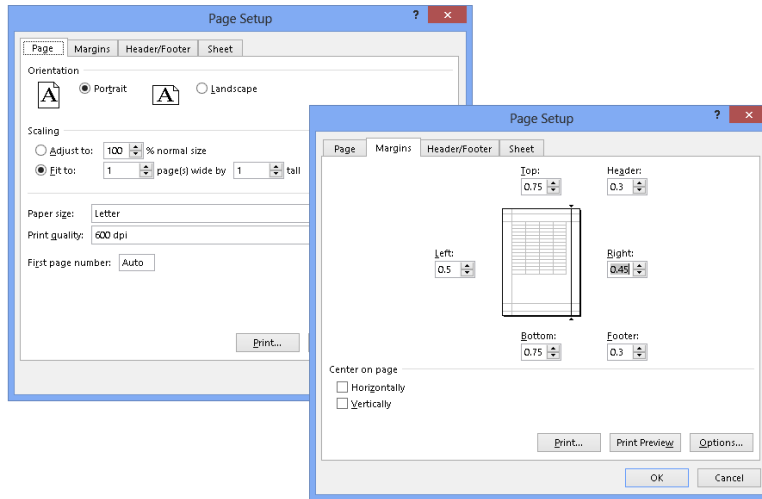 Page Setup
?
x
Page Margins Header/Footer Sheet
Orientation
A Portrait A Landscape
Scaling
Adjust to: 100 % normal size
Fit to: 1 page(s) wide by 1 tall
Paper size: Letter
Print quality: 600 dpi
First page number: Auto
Print...
Page Setup
?
x
Page Margins Header/Footer Sheet
Top: Header:
0.75 0.3
Left: Right:
0.5 0.45
Bottom: Footer:
0.75 0.3
Center on page
Horizontally
Vertically
Print... Print Preview Options...
OK Cancel